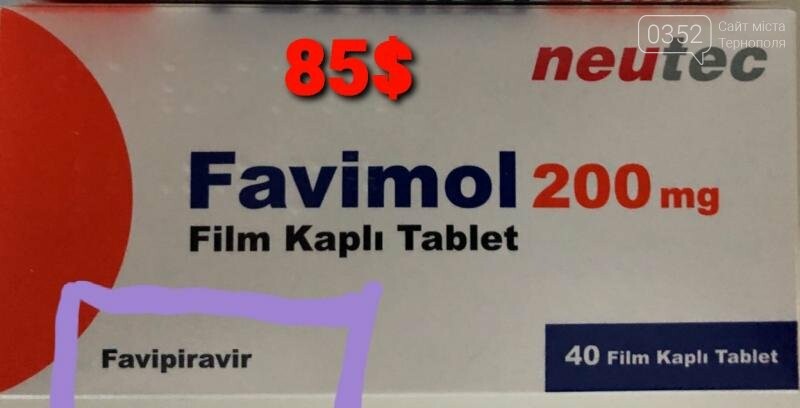 0352
Сайт міста
Тернополя
85$
neutec
Favimol 200 mg
Film Kaplı Tablet
Favipiravir
40 Film Kaplı Tablet